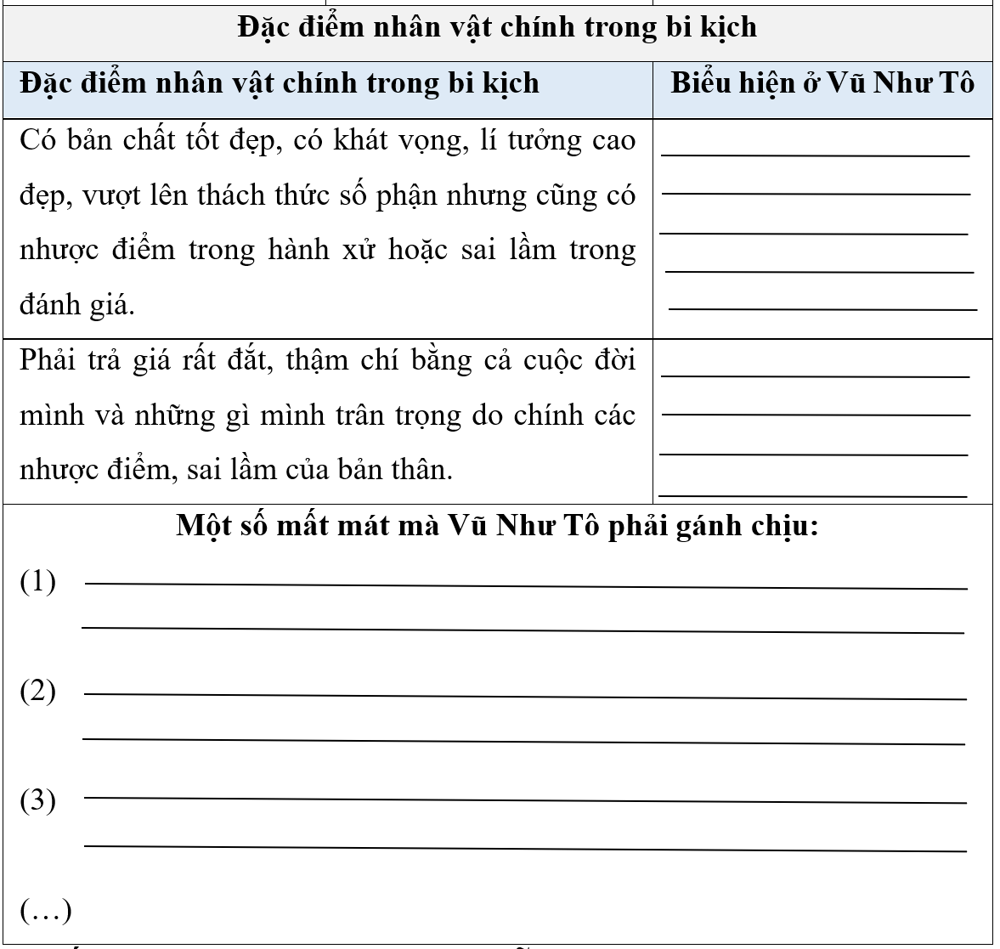 Đặc điểm nhân vật chính trong bi kịch
Đặc điểm nhân vật chính trong bi kịch
Biểu hiện ở Vũ Như Tô
Có bản chất tốt đẹp, có khát vọng, lí tưởng cao
đẹp, vượt lên thách thức số phận nhưng cũng có
nhược điểm trong hành xử hoặc sai lầm trong
đánh giá.
Phải trả giá rất đắt, thậm chí bằng cả cuộc đời
mình và những gì mình trân trọng do chính các
nhược điểm, sai lầm của bản thân.
Một số mất mát mà Vũ Như Tô phải gánh chịu:
(1)
(2)
(3)
(…)